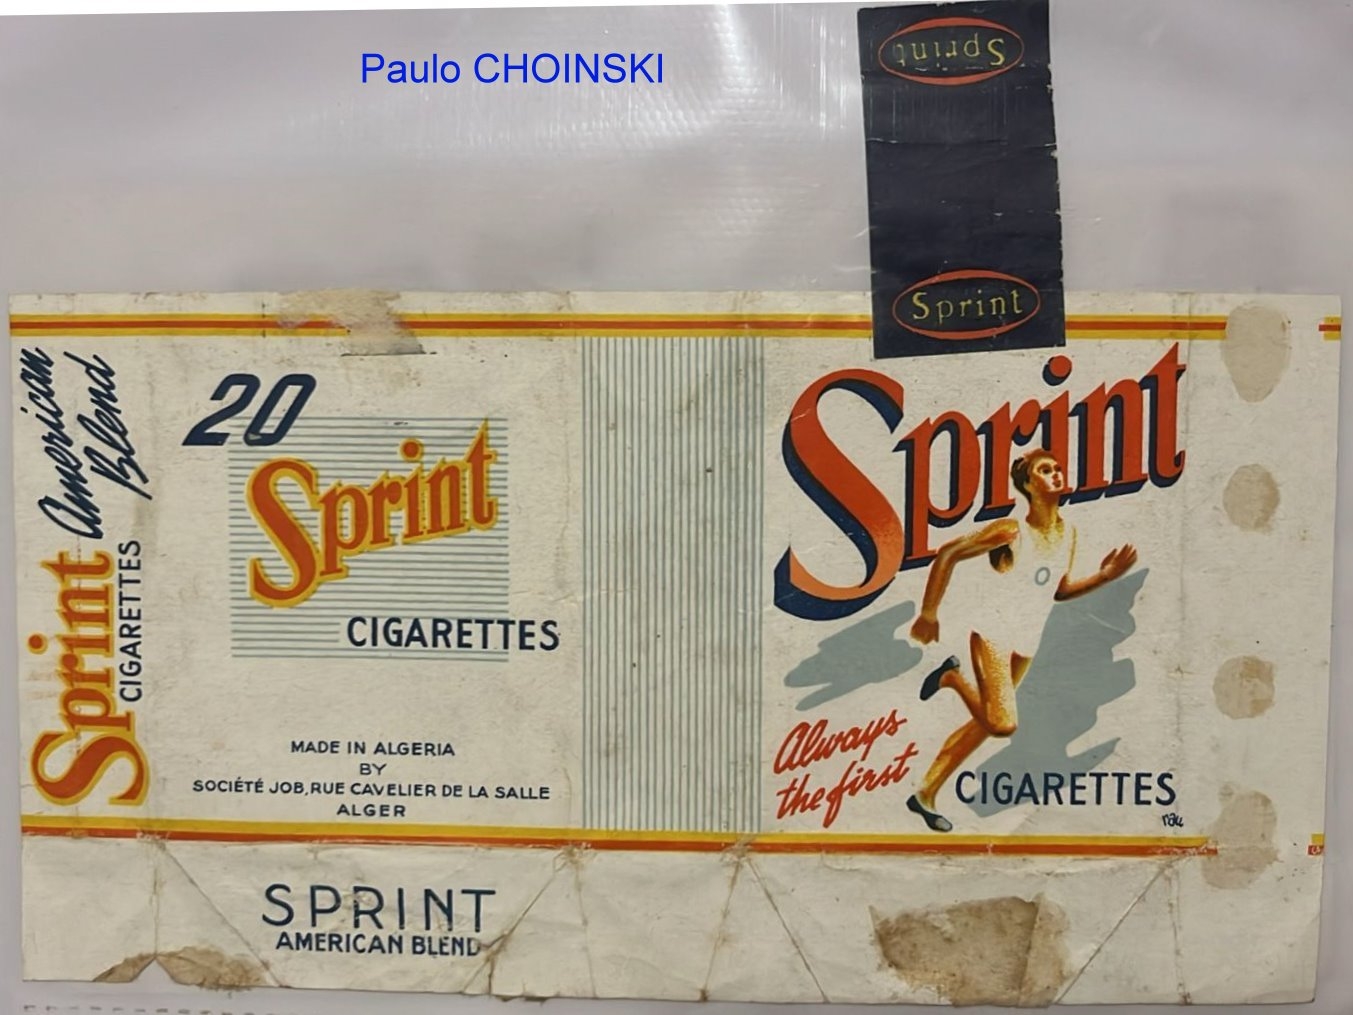 Paulo CHOINSKI
Sprint
Sprint
American
Blend
Sprint
CIGARETTES
20
Sprint
CIGARETTES
MADE IN ALGERIA
BY
SOCIÉTÉ JOB, RUE CAVELIER DE LA SALLE
ALGER
SPRINT
AMERICAN BLEND
Sprint
O
Always
the first
CIGARETTES